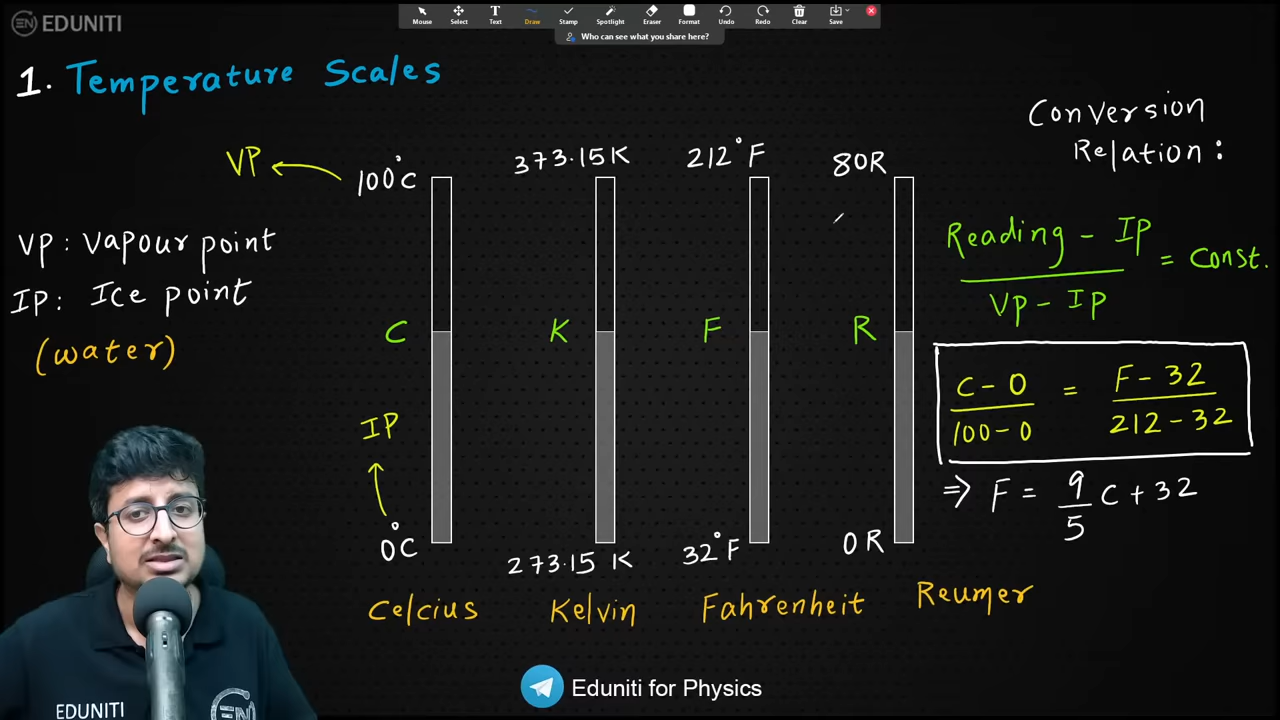 EN EDUNITI
Mouse Select Text Draw Stamp Spotlight Eraser Format Undo Redo Clear Save
Who can see what you share here?
1. Temperature Scales
Conversion
Relation:
VP
100°C
373.15K
212°F
80R
VP: Vapour point
IP: Ice point
(water)
Reading - IP
VP - IP
= Const.
C
K
F
R
C - 0
100 - 0
=
F - 32
212 - 32
IP
⇒ F = 9/5 C + 32
0°C
273.15 K
32°F
0R
Celcius
Kelvin
Fahrenheit
Reumer
Eduniti for Physics
EDUNITI
EN